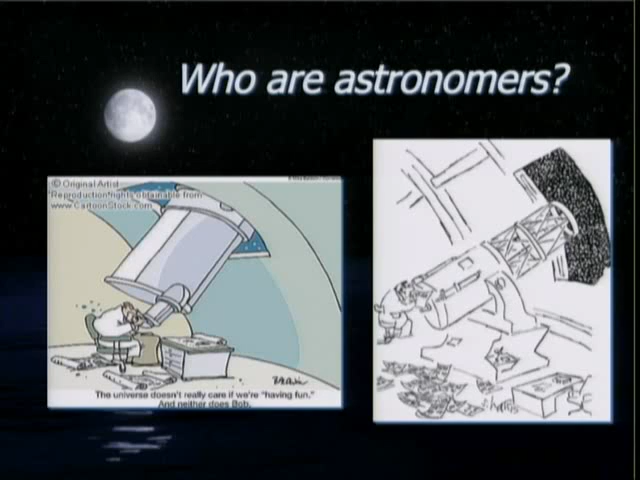 Who are astronomers?
© Original Artist
Reproduction rights obtainable from
www.CartoonStock.com
The universe doesn't really care if we're "having fun."
And neither does Bob.
S. Harris